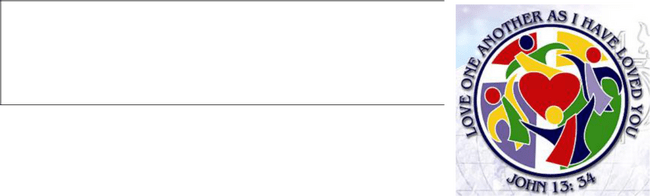 LOVE ONE ANOTHER AS I HAVE LOVED YOU
JOHN 13: 34